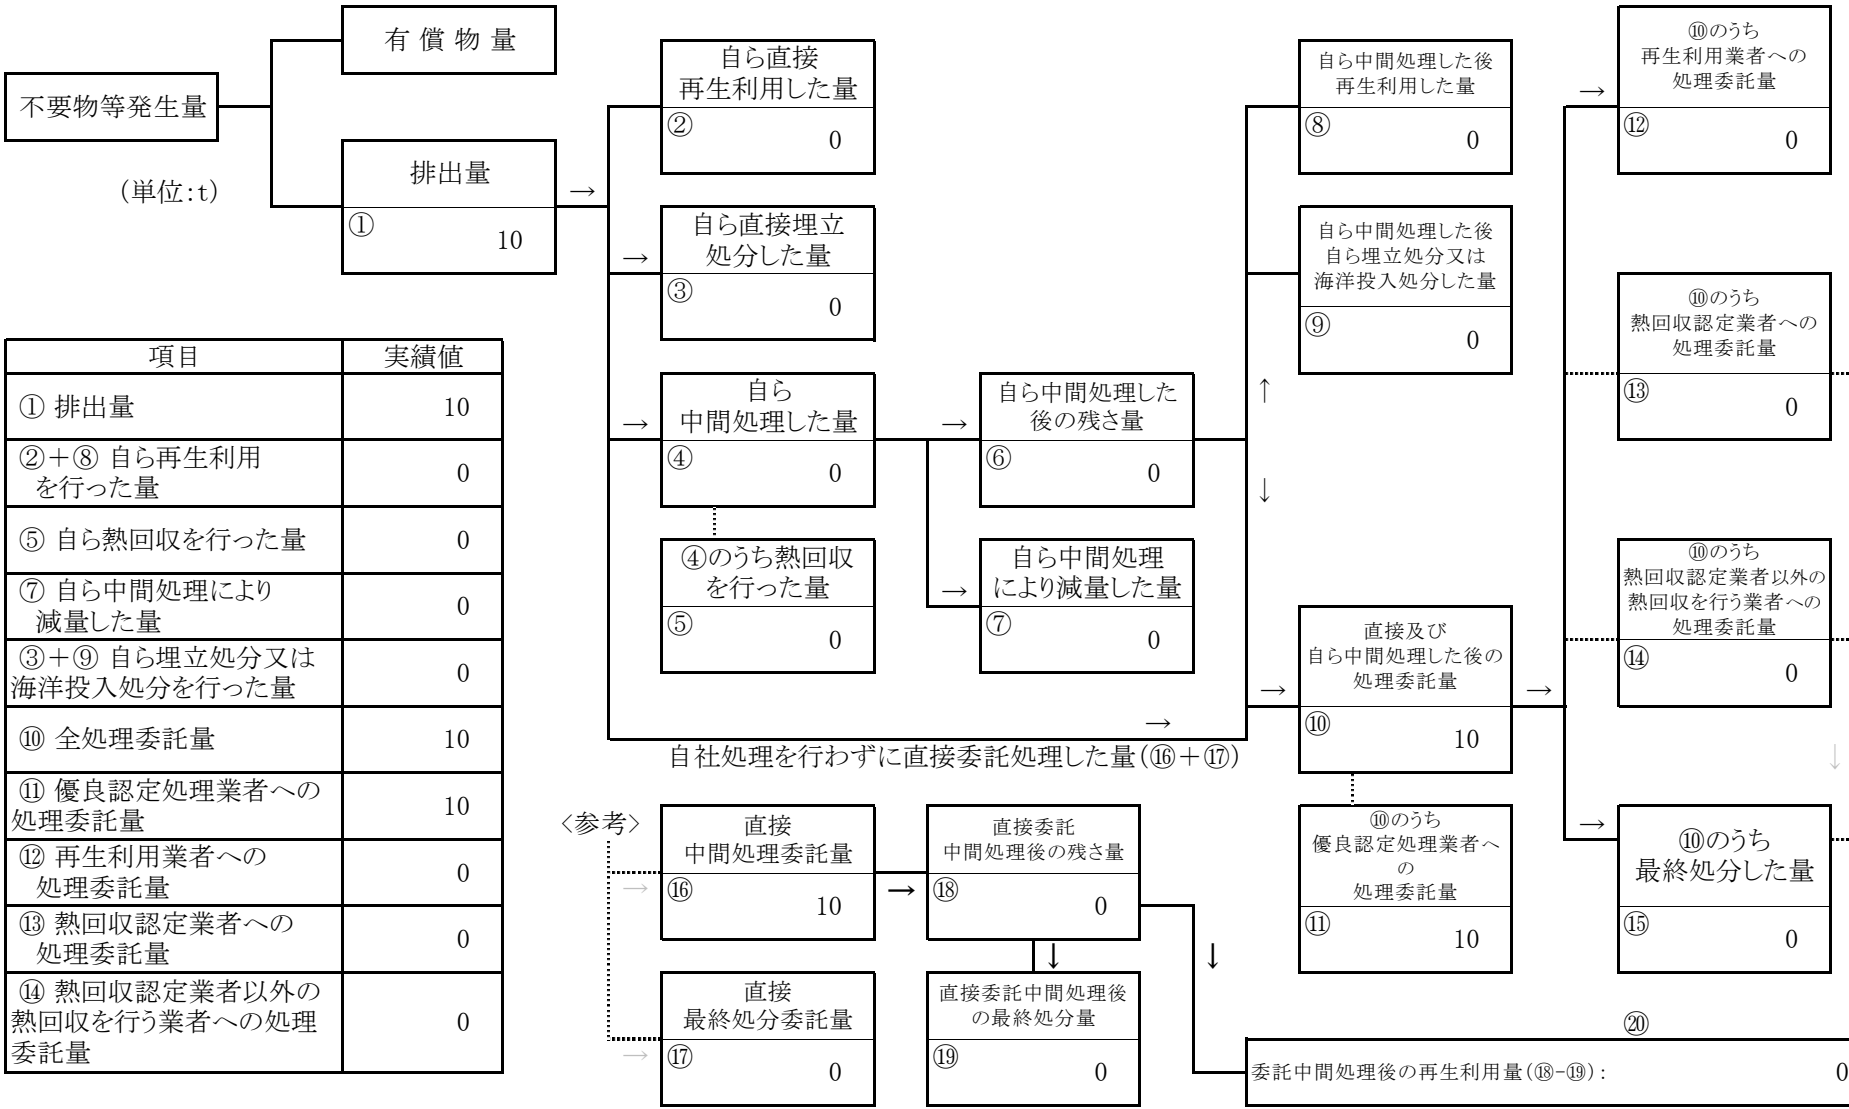 不要物等発生量
(単位:t)
有 償 物 量
排出量
①
10
→
自ら直接
再生利用した量
②
0
→
自ら直接埋立
処分した量
③
0
→
自ら
中間処理した量
④
0
④のうち熱回収
を行った量
⑤
0
→
自ら中間処理した
後の残さ量
⑥
0
→
自ら中間処理
により減量した量
⑦
0
↑
↓
自ら中間処理した後
再生利用した量
⑧
0
自ら中間処理した後
自ら埋立処分又は
海洋投入処分した量
⑨
0
→
自社処理を行わずに直接委託処理した量(⑯+⑰)
→
直接及び
自ら中間処理した後の
処理委託量
⑩
10
⑩のうち
優良認定処理業者へ
の
処理委託量
⑪
10
→
→
⑩のうち
再生利用業者への
処理委託量
⑫
0
⑩のうち
熱回収認定業者への
処理委託量
⑬
0
⑩のうち
熱回収認定業者以外の
熱回収を行う業者への
処理委託量
⑭
0
↓
→
⑩のうち
最終処分した量
⑮
0
項目 実績値
① 排出量 10
②+⑧ 自ら再生利用
を行った量 0
⑤ 自ら熱回収を行った量 0
⑦ 自ら中間処理により
減量した量 0
③+⑨ 自ら埋立処分又は
海洋投入処分を行った量 0
⑩ 全処理委託量 10
⑪ 優良認定処理業者への
処理委託量 10
⑫ 再生利用業者への
処理委託量 0
⑬ 熱回収認定業者への
処理委託量 0
⑭ 熱回収認定業者以外の
熱回収を行う業者への処理
委託量 0
<参考>
→
直接
中間処理委託量
⑯
10
→
直接
最終処分委託量
⑰
0
→
直接委託
中間処理後の残さ量
⑱
0
↓
直接委託中間処理後
の最終処分量
⑲
0
↓
⑳
委託中間処理後の再生利用量(⑱-⑲): 0